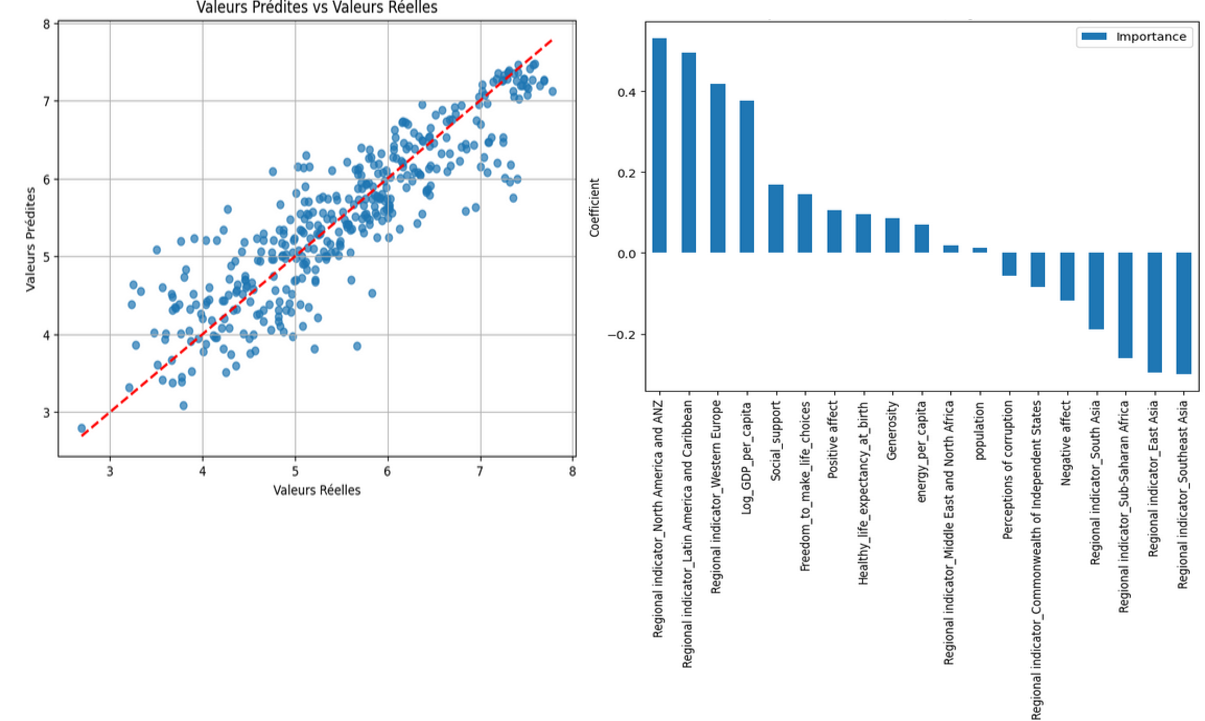 Valeurs Prédites vs Valeurs Réelles
8
7
6
5
4
3
Valeurs Prédites
3
4
5
6
7
8
Valeurs Réelles
Importance
0.4
0.2
0.0
−0.2
Coefficient
Regional indicator_North America and ANZ
Regional indicator_Latin America and Caribbean
Regional indicator_Western Europe
Log_GDP_per_capita
Social_support
Freedom_to_make_life_choices
Positive affect
Healthy_life_expectancy_at_birth
Generosity
energy_per_capita
Regional indicator_Middle East and North Africa
population
Perceptions of corruption
Regional indicator_Commonwealth of Independent States
Negative affect
Regional indicator_South Asia
Regional indicator_Sub-Saharan Africa
Regional indicator_East Asia
Regional indicator_Southeast Asia